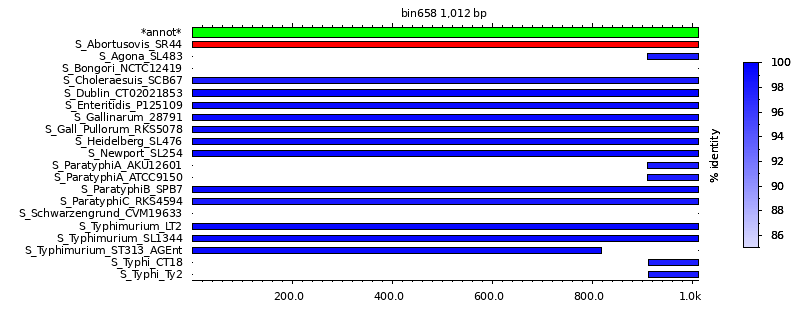 bin658 1,012 bp
*annot*
S_Abortusovis_SR44
S_Agona_SL483
S_Bongori_NCTC12419
S_Choleraesuis_SCB67
S_Dublin_CT02021853
S_Enteritidis_P125109
S_Gallinarum_28791
S_Gall_Pullorum_RKS5078
S_Heidelberg_SL476
S_Newport_SL254
S_ParatyphiA_AKU12601
S_ParatyphiA_ATCC9150
S_ParatyphiB_SPB7
S_ParatyphiC_RKS4594
S_Schwarzengrund_CVM19633
S_Typhimurium_LT2
S_Typhimurium_SL1344
S_Typhimurium_ST313_AGEnt
S_Typhi_CT18
S_Typhi_Ty2
200.0 400.0 600.0 800.0 1.0k
% identity
100
98
96
94
92
90
88
86